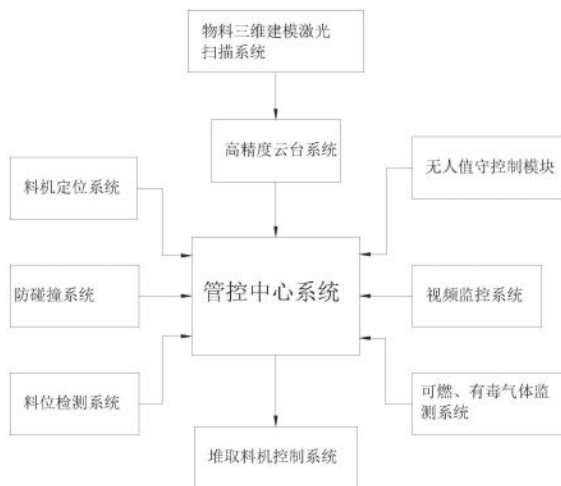 物料三维建模激光
扫描系统
高精度云台系统
料机定位系统
无人值守控制模块
管控中心系统
防碰撞系统
视频监控系统
料位检测系统
可燃、有毒气体监
测系统
堆取料机控制系统